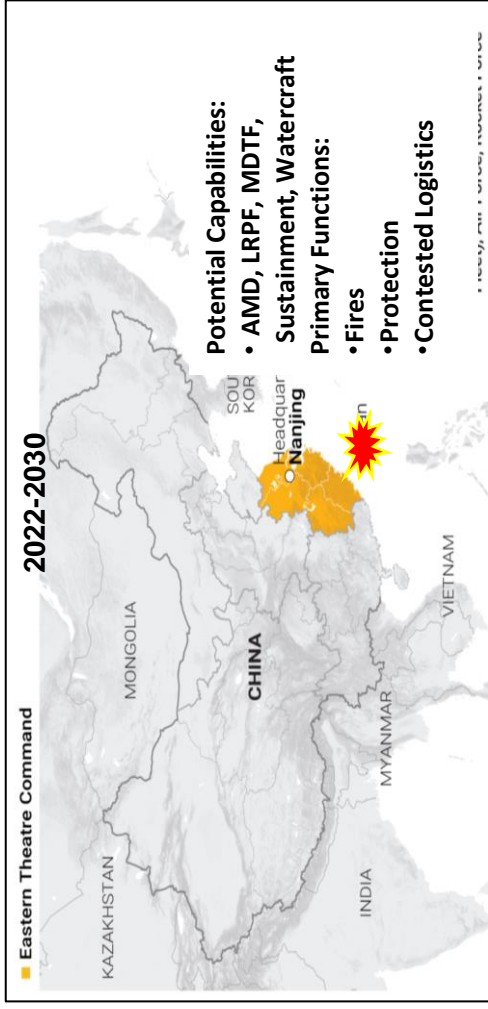 Eastern Theatre Command
2022-2030
KAZAKHSTAN
MONGOLIA
CHINA
INDIA
MYANMAR
VIETNAM
SOU
KOR
Headquar
Nanjing
Potential Capabilities:
• AMD, LRPF, MDTF,
Sustainment, Watercraft
Primary Functions:
•Fires
•Protection
•Contested Logistics